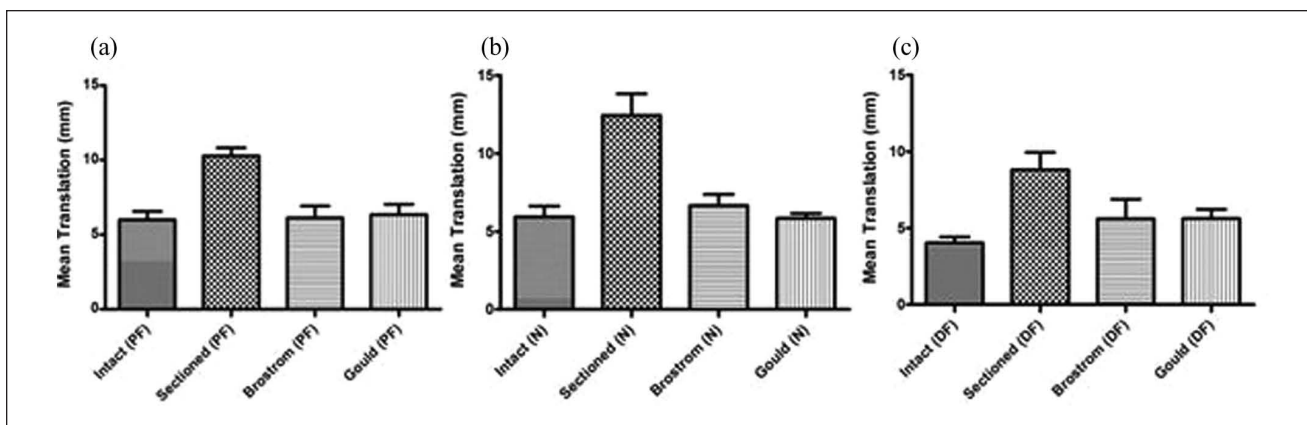 (a)
Mean Translation (mm)
15
10
5
0
Intact (PF)
Sectioned (PF)
Brostrom (PF)
Gould (PF)
(b)
Mean Translation (mm)
15
10
5
0
Intact (N)
Sectioned (N)
Brostrom (N)
Gould (N)
(c)
Mean Translation (mm)
15
10
5
0
Intact (DF)
Sectioned (DF)
Brostrom (DF)
Gould (DF)